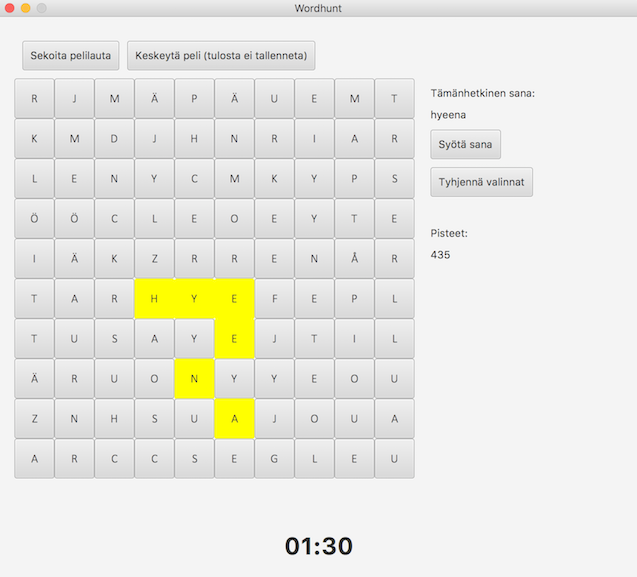 Wordhunt
Sekoita pelilauta Keskeytä peli (tulosta ei tallenneta)
R J M Ä P Ä U E M T
K M D J H N R I A R
L E N Y C M K Y P S
Ö Ö C L E O E Y T E
I Ä K Z R R E N Å R
T A R H Y E F E P L
T U S A Y E J T I L
Ä R U O N Y Y E O U
Z N H S U A J O U A
A R C C S E G L E U
Tämänhetkinen sana:
hyeena
Syötä sana
Tyhjennä valinnat
Pisteet:
435
01:30